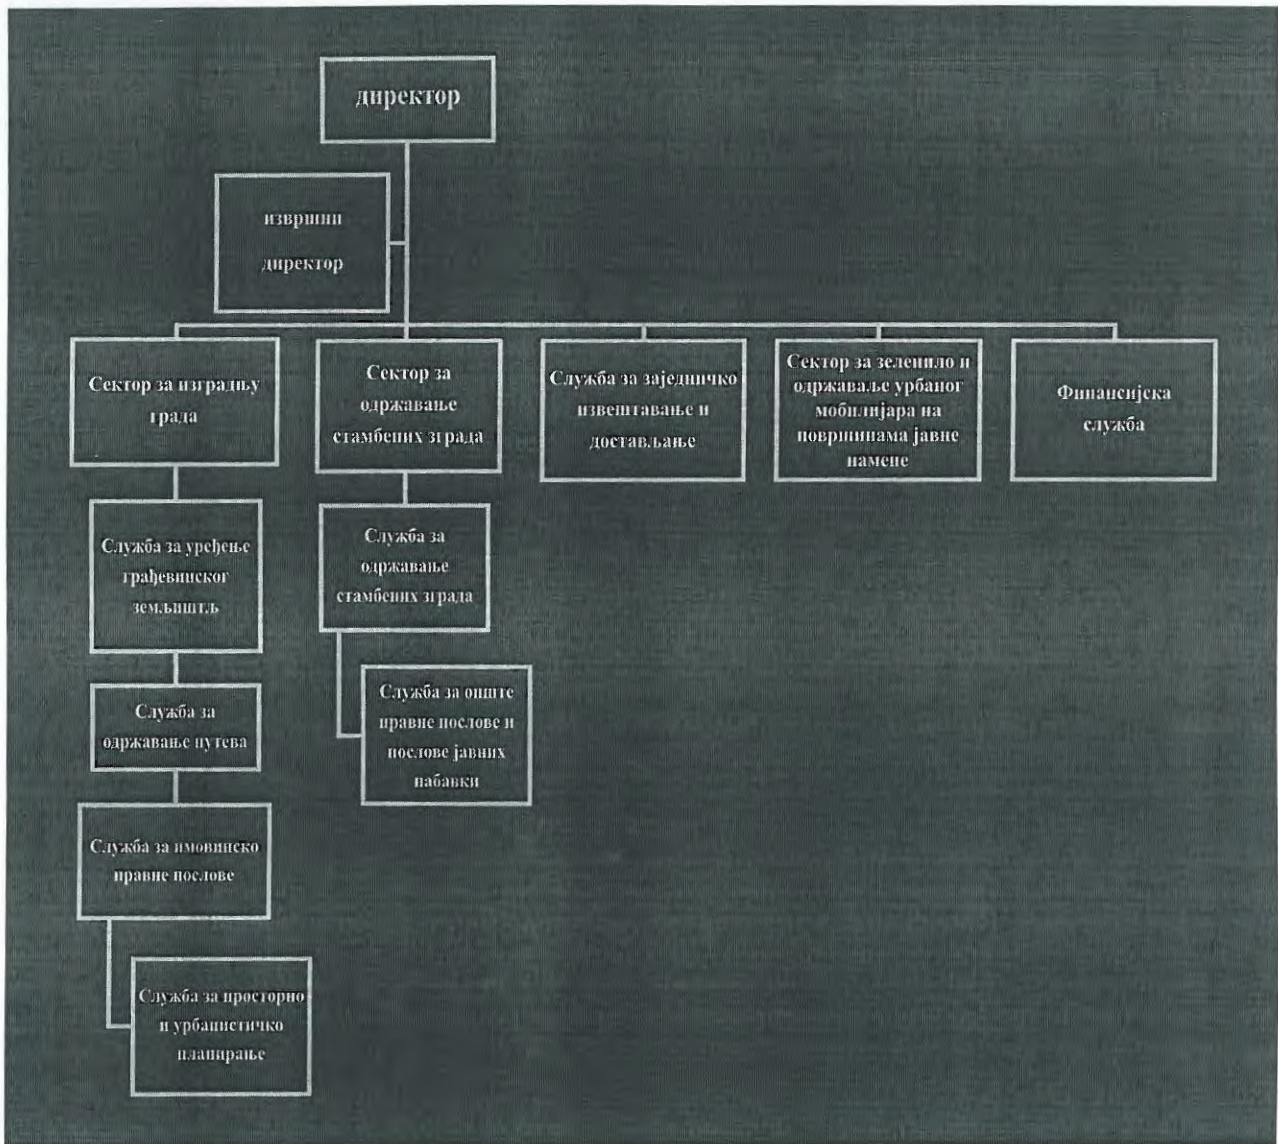 директор
извршни
директор
Сектор за изградњу
града
Сектор за
одржавање
стамбених зграда
Служба за заједничко
извештавање и
достављање
Сектор за зеленило и
одржавање урбаног
мобилијара на
површинама јавне
намене
Финансијска
служба
Служба за уређење
грађевинског
земљиштљ
Служба за
одржавање путева
Служба за имовинско
правне послове
Служба за просторно
и урбанистичко
планирање
Служба за
одржавање
стамбених зграда
Служба за опште
правне послове и
послове јавних
набавки